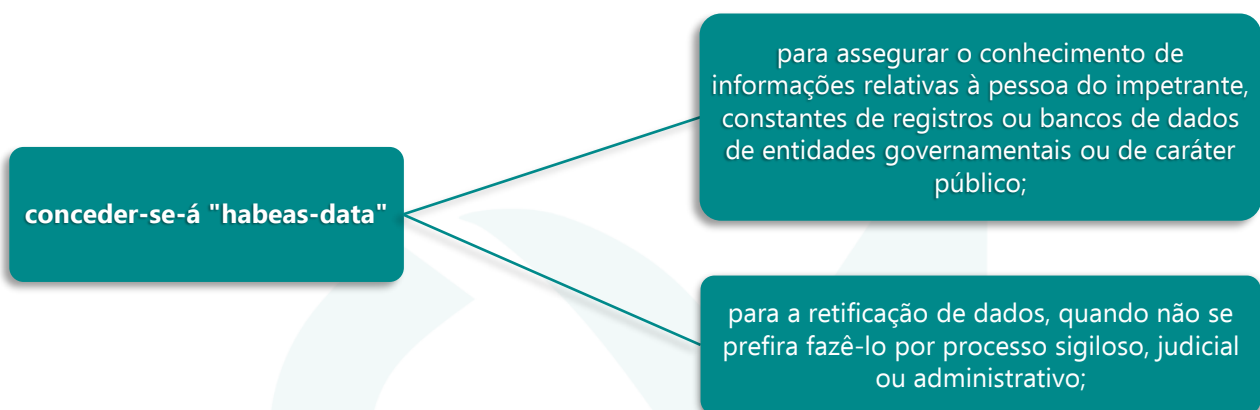 conceder-se-á "habeas-data"
para assegurar o conhecimento de
informações relativas à pessoa do impetrante,
constantes de registros ou bancos de dados
de entidades governamentais ou de caráter
público;
para a retificação de dados, quando não se
prefira fazê-lo por processo sigiloso, judicial
ou administrativo;